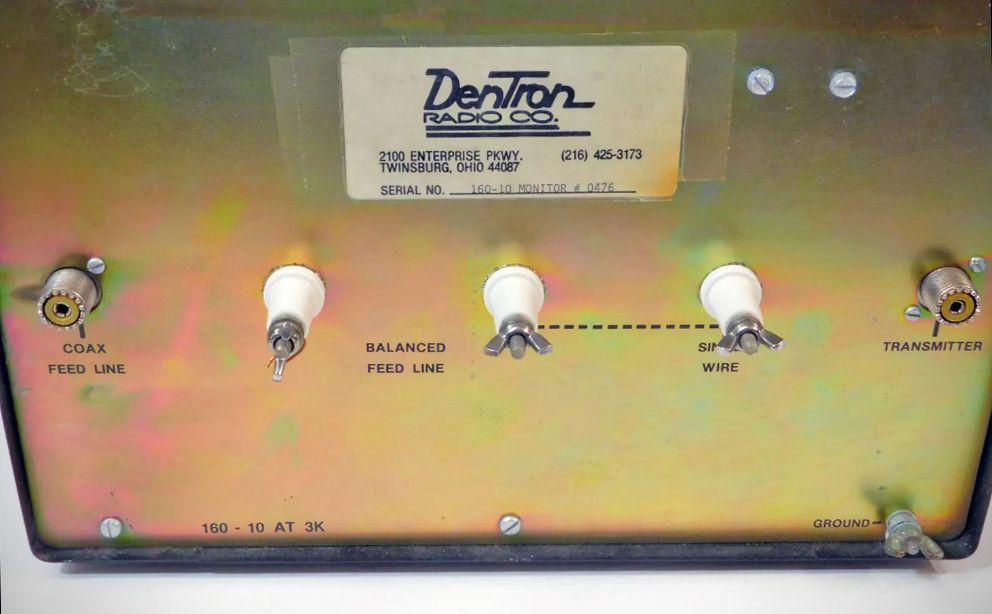 DenTron
RADIO CO.
2100 ENTERPRISE PKWY. (216) 425-3173
TWINSBURG, OHIO 44087
SERIAL NO. 160-10 MONITOR # 0476
COAX
FEED LINE
BALANCED
FEED LINE
WIRE
TRANSMITTER
160 - 10 AT 3K
GROUND